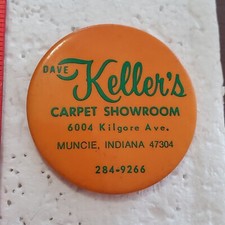 DAVE
Keller's
CARPET SHOWROOM
6004 Kilgore Ave.
MUNCIE, INDIANA 47304
284-9266